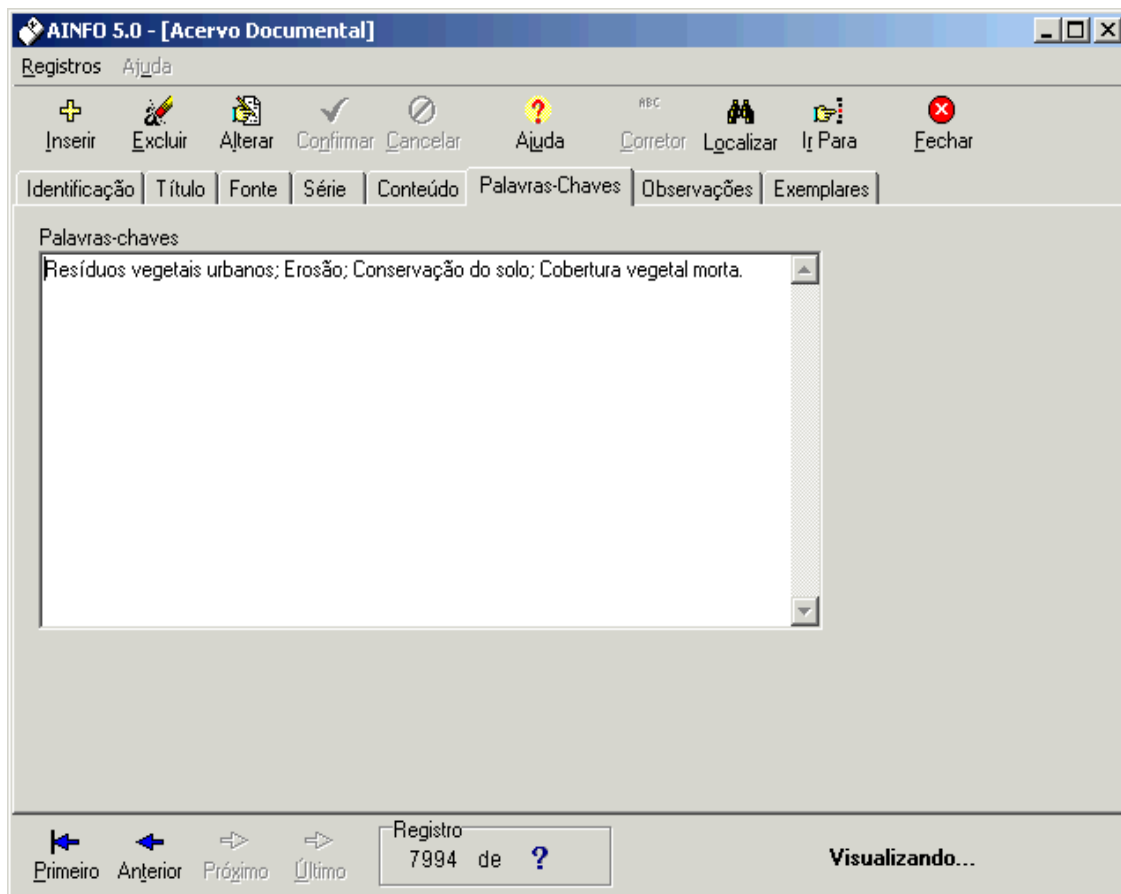 AINFO 5.0 - [Acervo Documental]
Registros Ajuda
ABC
Inserir Excluir Alterar Confirmar Cancelar Ajuda Corretor Localizar Ir Para Fechar
Identificação Título Fonte Série Conteúdo Palavras-Chaves Observações Exemplares
Palavras-chaves
Resíduos vegetais urbanos; Erosão; Conservação do solo; Cobertura vegetal morta.
Registro
7994 de ?
Primeiro Anterior Próximo Último
Visualizando...